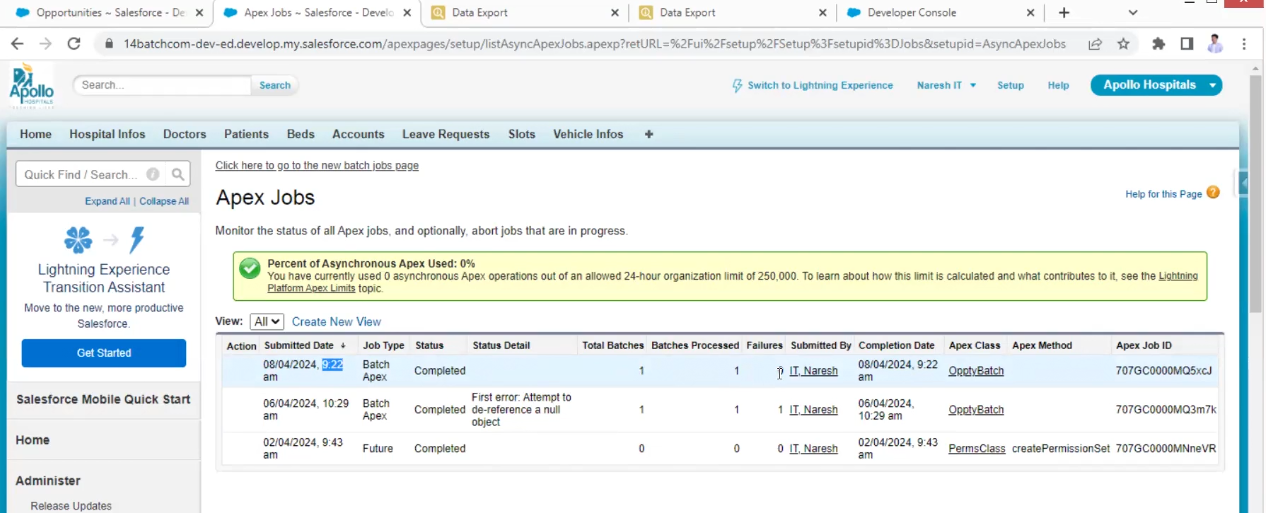 Opportunities ~ Salesforce - De
Apex Jobs ~ Salesforce - Develo
Data Export
Data Export
Developer Console
14batchcom-dev-ed.develop.my.salesforce.com/apexpages/setup/listAsyncApexJobs.apexp?retURL=%2Fui%2Fsetup%2FSetup%3Fsetupid%3DJobs&setupid=AsyncApexJobs
Apollo
HOSPITALS
Search...
Search
Switch to Lightning Experience
Naresh IT
Setup
Help
Apollo Hospitals
Home Hospital Infos Doctors Patients Beds Accounts Leave Requests Slots Vehicle Infos +
Quick Find / Search...
Expand All | Collapse All
Lightning Experience
Transition Assistant
Move to the new, more productive
Salesforce.
Get Started
Salesforce Mobile Quick Start
Home
Administer
Release Updates
Click here to go to the new batch jobs page
Apex Jobs
Help for this Page ?
Monitor the status of all Apex jobs, and optionally, abort jobs that are in progress.
Percent of Asynchronous Apex Used: 0%
You have currently used 0 asynchronous Apex operations out of an allowed 24-hour organization limit of 250,000. To learn about how this limit is calculated and what contributes to it, see the Lightning
Platform Apex Limits topic.
View: All Create New View
Action Submitted Date Job Type Status Status Detail Total Batches Batches Processed Failures Submitted By Completion Date Apex Class Apex Method Apex Job ID
08/04/2024, 9:22 am Batch Apex Completed 1 1 0 IT, Naresh 08/04/2024, 9:22 am OpptyBatch 707GC0000MQ5xcJ
06/04/2024, 10:29 am Batch Apex Completed First error: Attempt to de-reference a null object 1 1 1 IT, Naresh 06/04/2024, 10:29 am OpptyBatch 707GC0000MQ3m7k
02/04/2024, 9:43 am Future Completed 0 0 0 IT, Naresh 02/04/2024, 9:43 am PermsClass createPermissionSet 707GC0000MNneVR